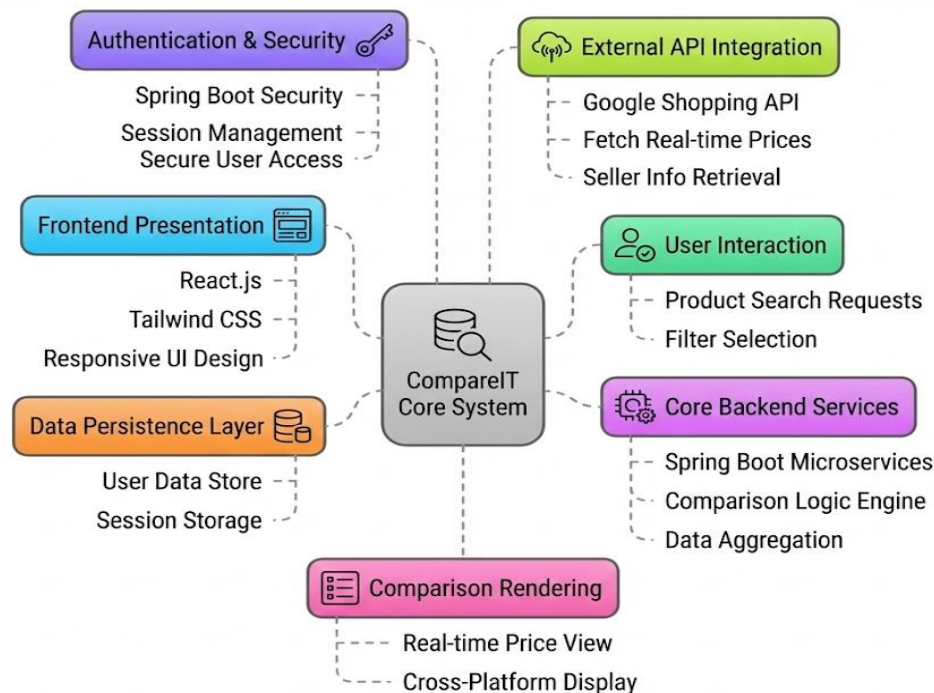 Authentication & Security
Spring Boot Security
Session Management
Secure User Access
External API Integration
Google Shopping API
Fetch Real-time Prices
Seller Info Retrieval
Frontend Presentation
React.js
Tailwind CSS
Responsive UI Design
User Interaction
Product Search Requests
Filter Selection
CompareIT
Core System
Data Persistence Layer
User Data Store
Session Storage
Core Backend Services
Spring Boot Microservices
Comparison Logic Engine
Data Aggregation
Comparison Rendering
Real-time Price View
Cross-Platform Display